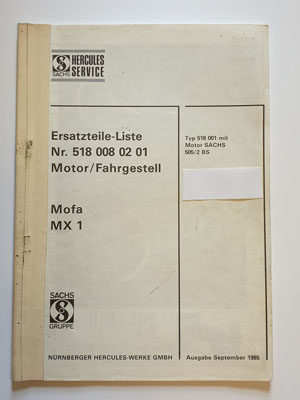 HERCULES
SACHS SERVICE
Ersatzteile-Liste
Nr. 518 008 02 01
Motor/Fahrgestell
Typ 518 001 mit
Motor SACHS
505/2 BS
Mofa
MX 1
SACHS
GRUPPE
NÜRNBERGER HERCULES-WERKE GMBH
Ausgabe September 1985